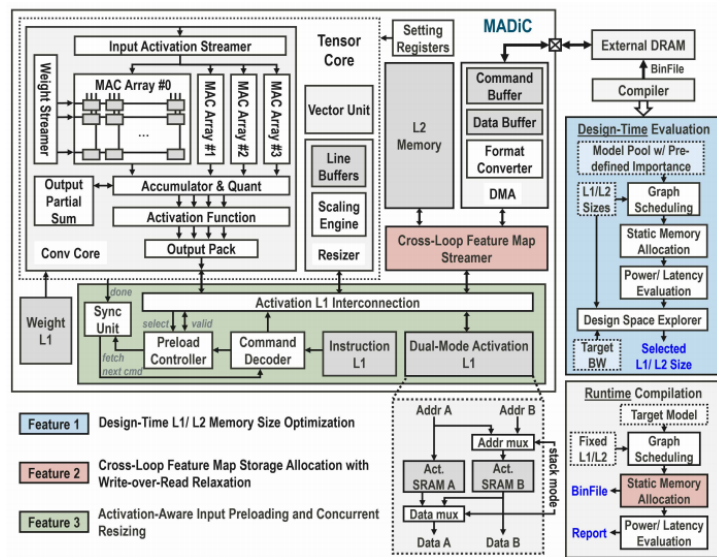 Input Activation Streamer
Tensor
Core
Setting
Registers
MADiC
External DRAM
BinFile
Compiler
Weight Streamer
MAC Array #0
...
MAC Array #1
MAC Array #2
MAC Array #3
Vector Unit
L2
Memory
Command
Buffer
Data Buffer
Format
Converter
DMA
Line
Buffers
Scaling
Engine
Resizer
Output
Partial
Sum
Accumulator & Quant
Activation Function
Output Pack
Conv Core
Cross-Loop Feature Map
Streamer
Design-Time Evaluation
Model Pool w/ Pre-
defined Importance
L1/L2
Sizes
Graph
Scheduling
Static Memory
Allocation
Power/ Latency
Evaluation
Design Space Explorer
Target
BW
Selected
L1/ L2 Size
Weight
L1
done
Sync
Unit
Activation L1 Interconnection
select
valid
Preload
Controller
Command
Decoder
Instruction
L1
Dual-Mode Activation
L1
fetch
next cmd
Runtime Compilation
Target Model
Fixed
L1/L2
Graph
Scheduling
BinFile
Static Memory
Allocation
Report
Power/ Latency
Evaluation
Addr A
Addr B
Addr mux
Act.
SRAM A
Act.
SRAM B
stack mode
Data mux
Data A
Data B
Feature 1
Design-Time L1/ L2 Memory Size Optimization
Feature 2
Cross-Loop Feature Map Storage Allocation with
Write-over-Read Relaxation
Feature 3
Activation-Aware Input Preloading and Concurrent
Resizing